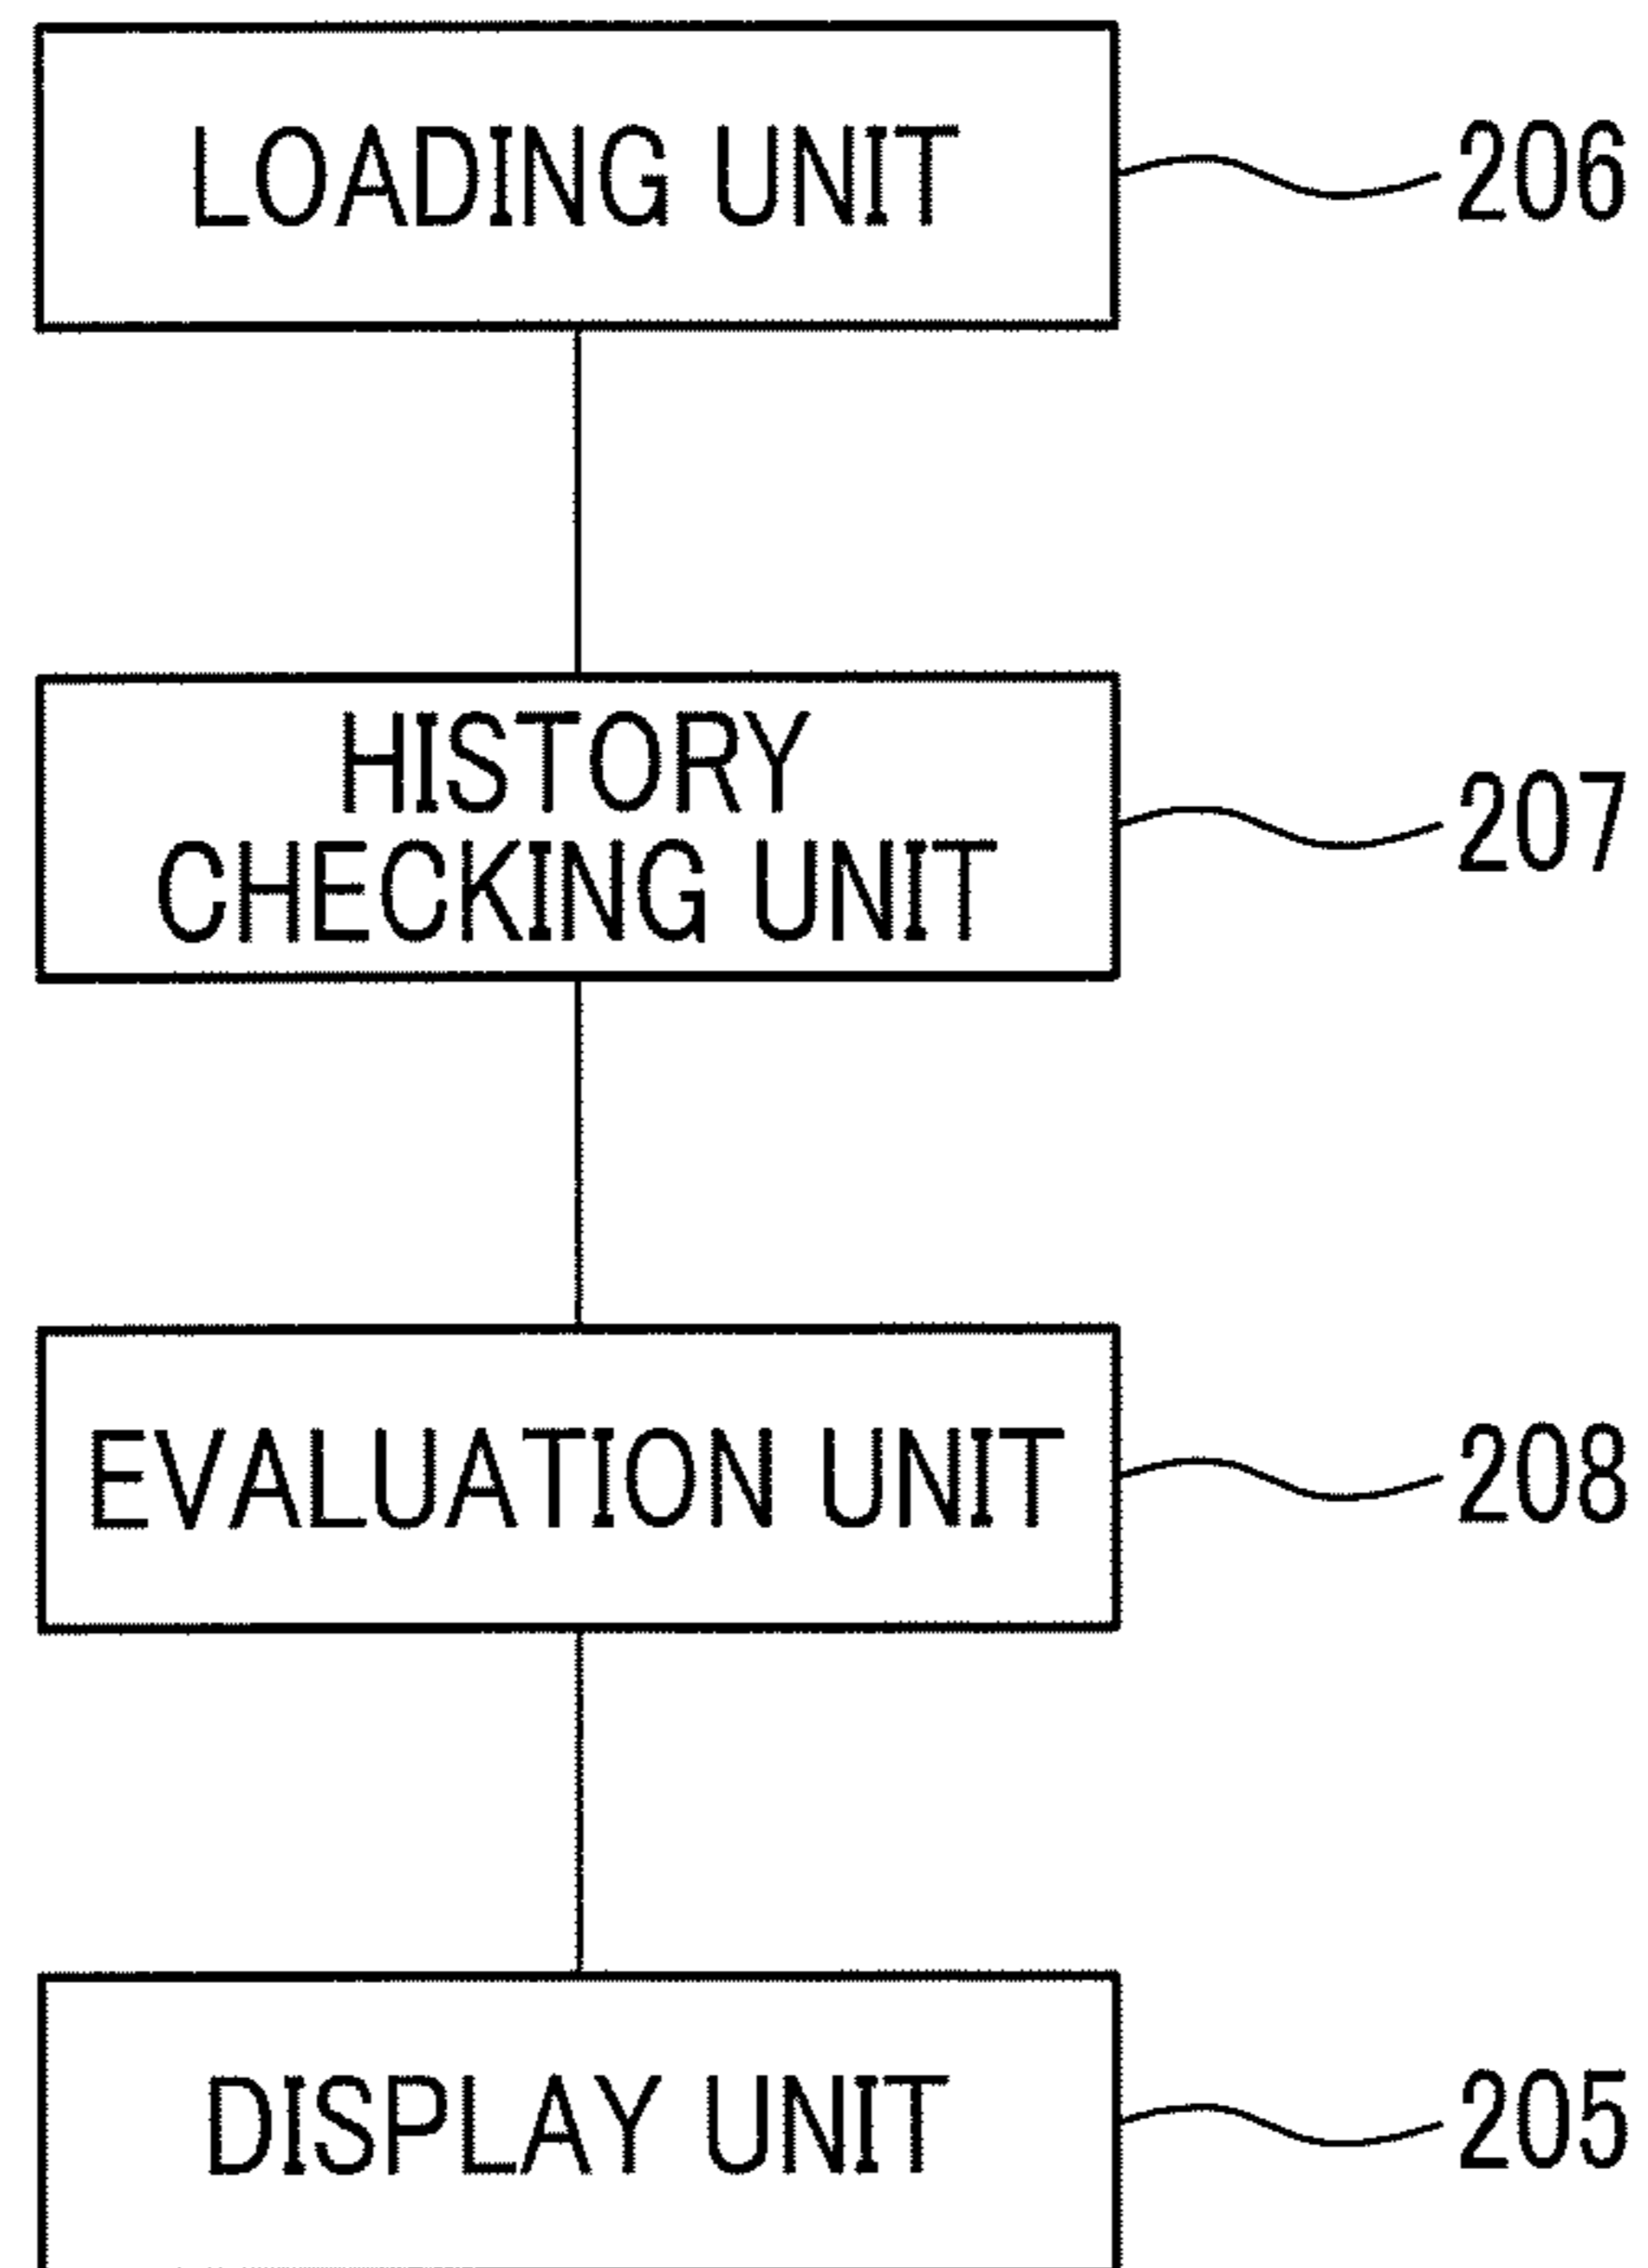 LOADING UNIT 206
HISTORY
CHECKING UNIT 207
EVALUATION UNIT 208
DISPLAY UNIT 205